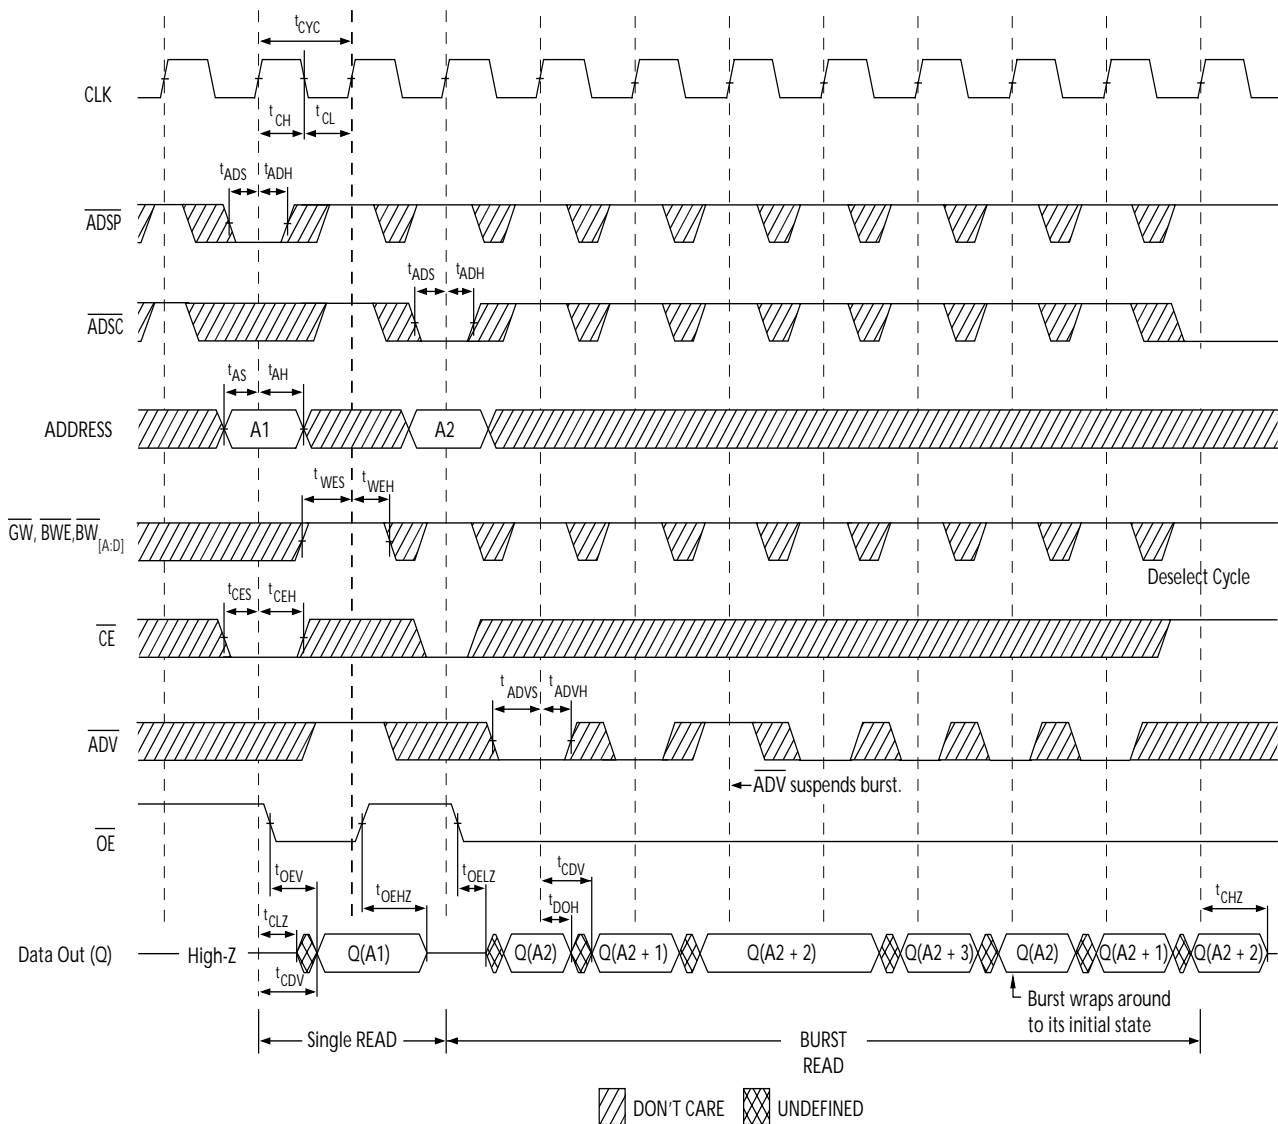 tCYC
CLK
tCH
tCL
tADS
tADH
ADSP
tADS
tADH
ADSC
tAS
tAH
ADDRESS
A1
A2
tWES
tWEH
GW, BWE,BW[A:D]
Deselect Cycle
tCES
tCEH
CE
tADVS
tADVH
ADV
ADV suspends burst.
OE
tOEV
tOEHZ
tOELZ
tCDV
tCLZ
tDOH
tCHZ
Data Out (Q)
High-Z
Q(A1)
Q(A2)
Q(A2 + 1)
Q(A2 + 2)
Q(A2 + 3)
Q(A2)
Q(A2 + 1)
Q(A2 + 2)
tCDV
Burst wraps around
to its initial state
Single READ
BURST
READ
DON'T CARE
UNDEFINED